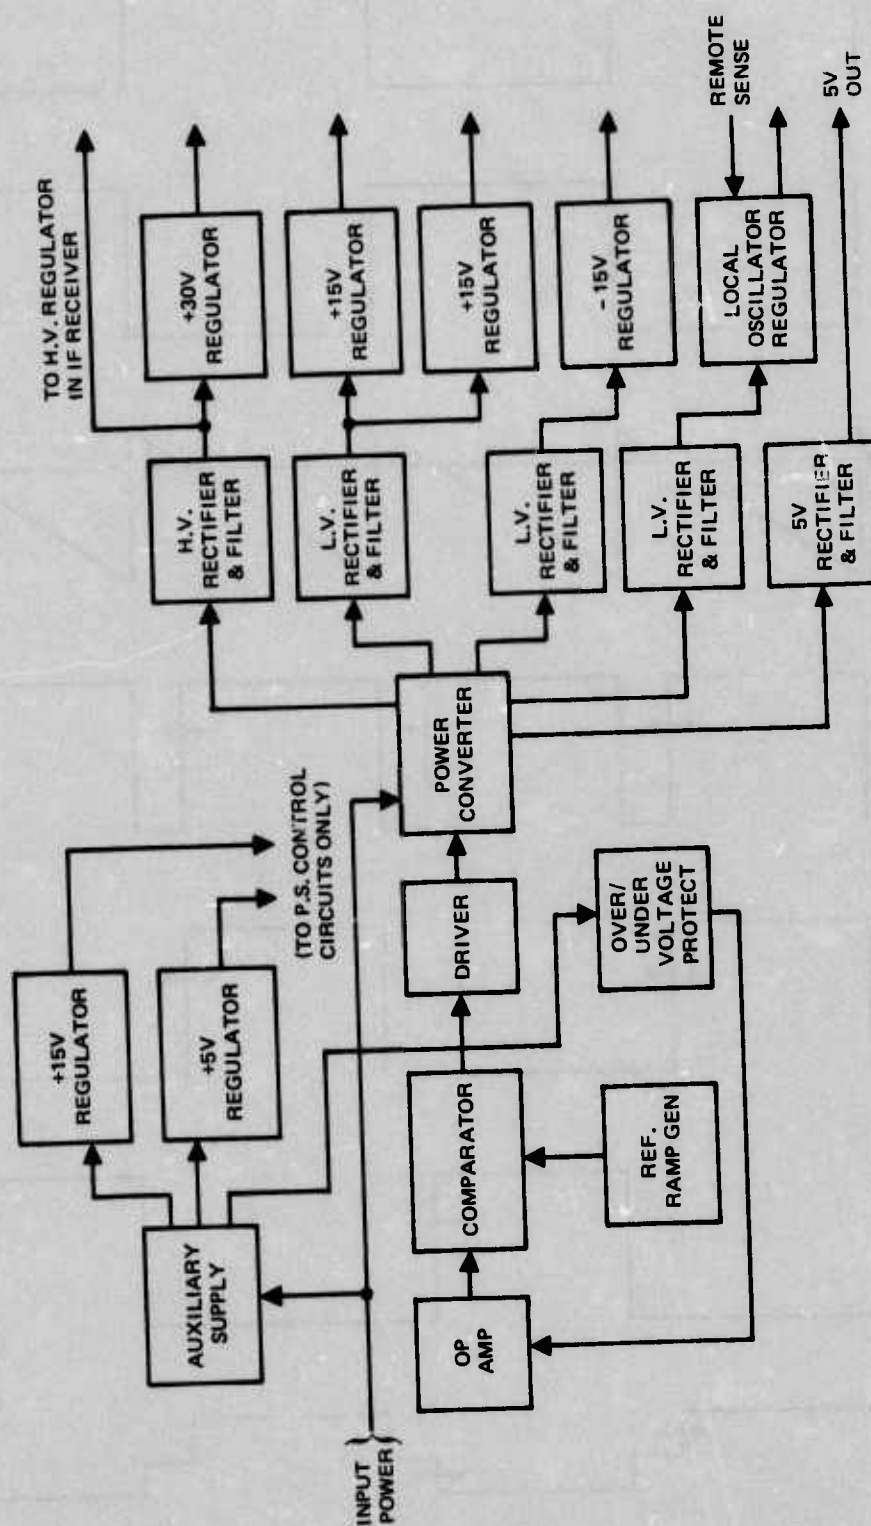 INPUT
POWER
AUXILIARY
SUPPLY
+15V
REGULATOR
+5V
REGULATOR
(TO P.S. CONTROL
CIRCUITS ONLY)
OP
AMP
COMPARATOR
REF.
RAMP GEN
DRIVER
OVER/
UNDER
VOLTAGE
PROTECT
POWER
CONVERTER
H.V.
RECTIFIER
& FILTER
L.V.
RECTIFIER
& FILTER
L.V.
RECTIFIER
& FILTER
L.V.
RECTIFIER
& FILTER
5V
RECTIFIER
& FILTER
TO H.V. REGULATOR
IN IF RECEIVER
+30V
REGULATOR
+15V
REGULATOR
+15V
REGULATOR
-15V
REGULATOR
LOCAL
OSCILLATOR
REGULATOR
REMOTE
SENSE
5V
OUT